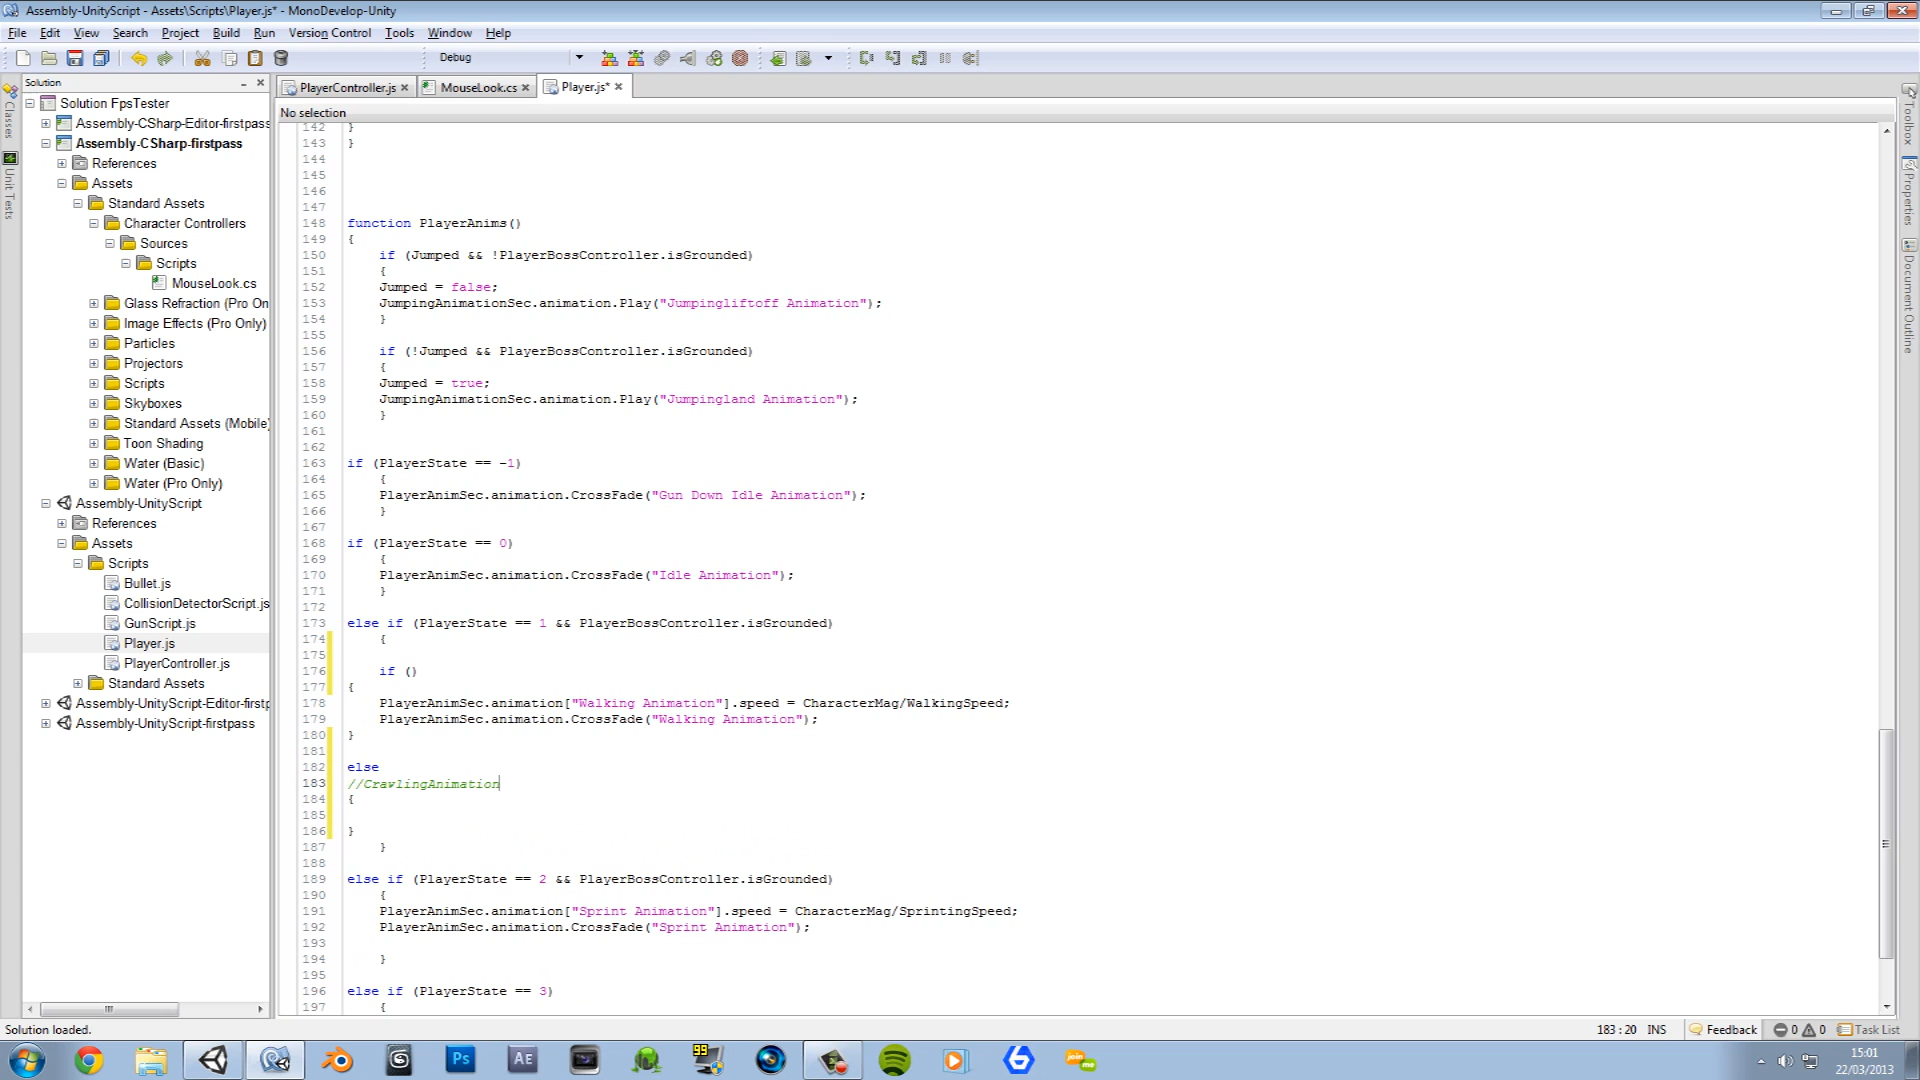 Assembly-UnityScript - Assets\Scripts\Player.js* - MonoDevelop-Unity
File Edit View Search Project Build Run Version Control Tools Window Help
Debug
Solution
PlayerController.js
MouseLook.cs
Player.js*
No selection
Classes
Unit Tests
Toolbox
Properties
Document Outline
Solution FpsTester
Assembly-CSharp-Editor-firstpass
Assembly-CSharp-firstpass
References
Assets
Standard Assets
Character Controllers
Sources
Scripts
MouseLook.cs
Glass Refraction (Pro On
Image Effects (Pro Only)
Particles
Projectors
Scripts
Skyboxes
Standard Assets (Mobile)
Toon Shading
Water (Basic)
Water (Pro Only)
Assembly-UnityScript
References
Assets
Scripts
Bullet.js
CollisionDetectorScript.js
GunScript.js
Player.js
PlayerController.js
Standard Assets
Assembly-UnityScript-Editor-firstp
Assembly-UnityScript-firstpass
142 }
143 }
144
145
146
147
148 function PlayerAnims()
149 {
150 if (Jumped && !PlayerBossController.isGrounded)
151 {
152 Jumped = false;
153 JumpingAnimationSec.animation.Play("Jumpingliftoff Animation");
154 }
155
156 if (!Jumped && PlayerBossController.isGrounded)
157 {
158 Jumped = true;
159 JumpingAnimationSec.animation.Play("Jumpingland Animation");
160 }
161
162
163 if (PlayerState == -1)
164 {
165 PlayerAnimSec.animation.CrossFade("Gun Down Idle Animation");
166 }
167
168 if (PlayerState == 0)
169 {
170 PlayerAnimSec.animation.CrossFade("Idle Animation");
171 }
172
173 else if (PlayerState == 1 && PlayerBossController.isGrounded)
174 {
175
176 if ()
177 {
178 PlayerAnimSec.animation["Walking Animation"].speed = CharacterMag/WalkingSpeed;
179 PlayerAnimSec.animation.CrossFade("Walking Animation");
180 }
181
182 else
183 //CrawlingAnimation
184 {
185
186 }
187 }
188
189 else if (PlayerState == 2 && PlayerBossController.isGrounded)
190 {
191 PlayerAnimSec.animation["Sprint Animation"].speed = CharacterMag/SprintingSpeed;
192 PlayerAnimSec.animation.CrossFade("Sprint Animation");
193
194 }
195
196 else if (PlayerState == 3)
197 {
Solution loaded.
183 : 20 INS Feedback 0 0 Task List
Ps
AE
99
join.me
15:01
22/03/2013